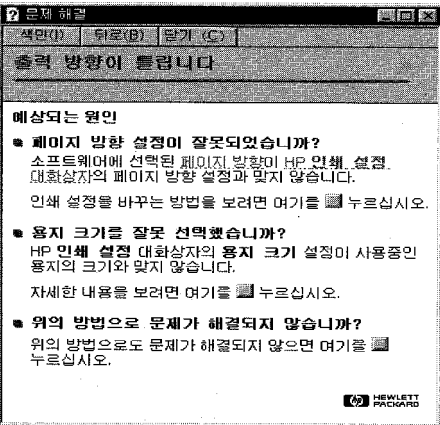 문제 해결
색인(I) 뒤로(B) 닫기 (C)
출력 방향이 틀립니다
예상되는 원인
페이지 방향 설정이 잘못되었습니까?
소프트웨어에 선택된 페이지 방향이 HP 인쇄 설정
대화상자의 페이지 방향 설정과 맞지 않습니다.
인쇄 설정을 바꾸는 방법을 보려면 여기를 누르십시오.
용지 크기를 잘못 선택했습니까?
HP 인쇄 설정 대화상자의 용지 크기 설정이 사용중인
용지의 크기와 맞지 않습니다.
자세한 내용을 보려면 여기를 누르십시오.
위의 방법으로 문제가 해결되지 않습니까?
위의 방법으로도 문제가 해결되지 않으면 여기를
누르십시오.
hp HEWLETT
PACKARD